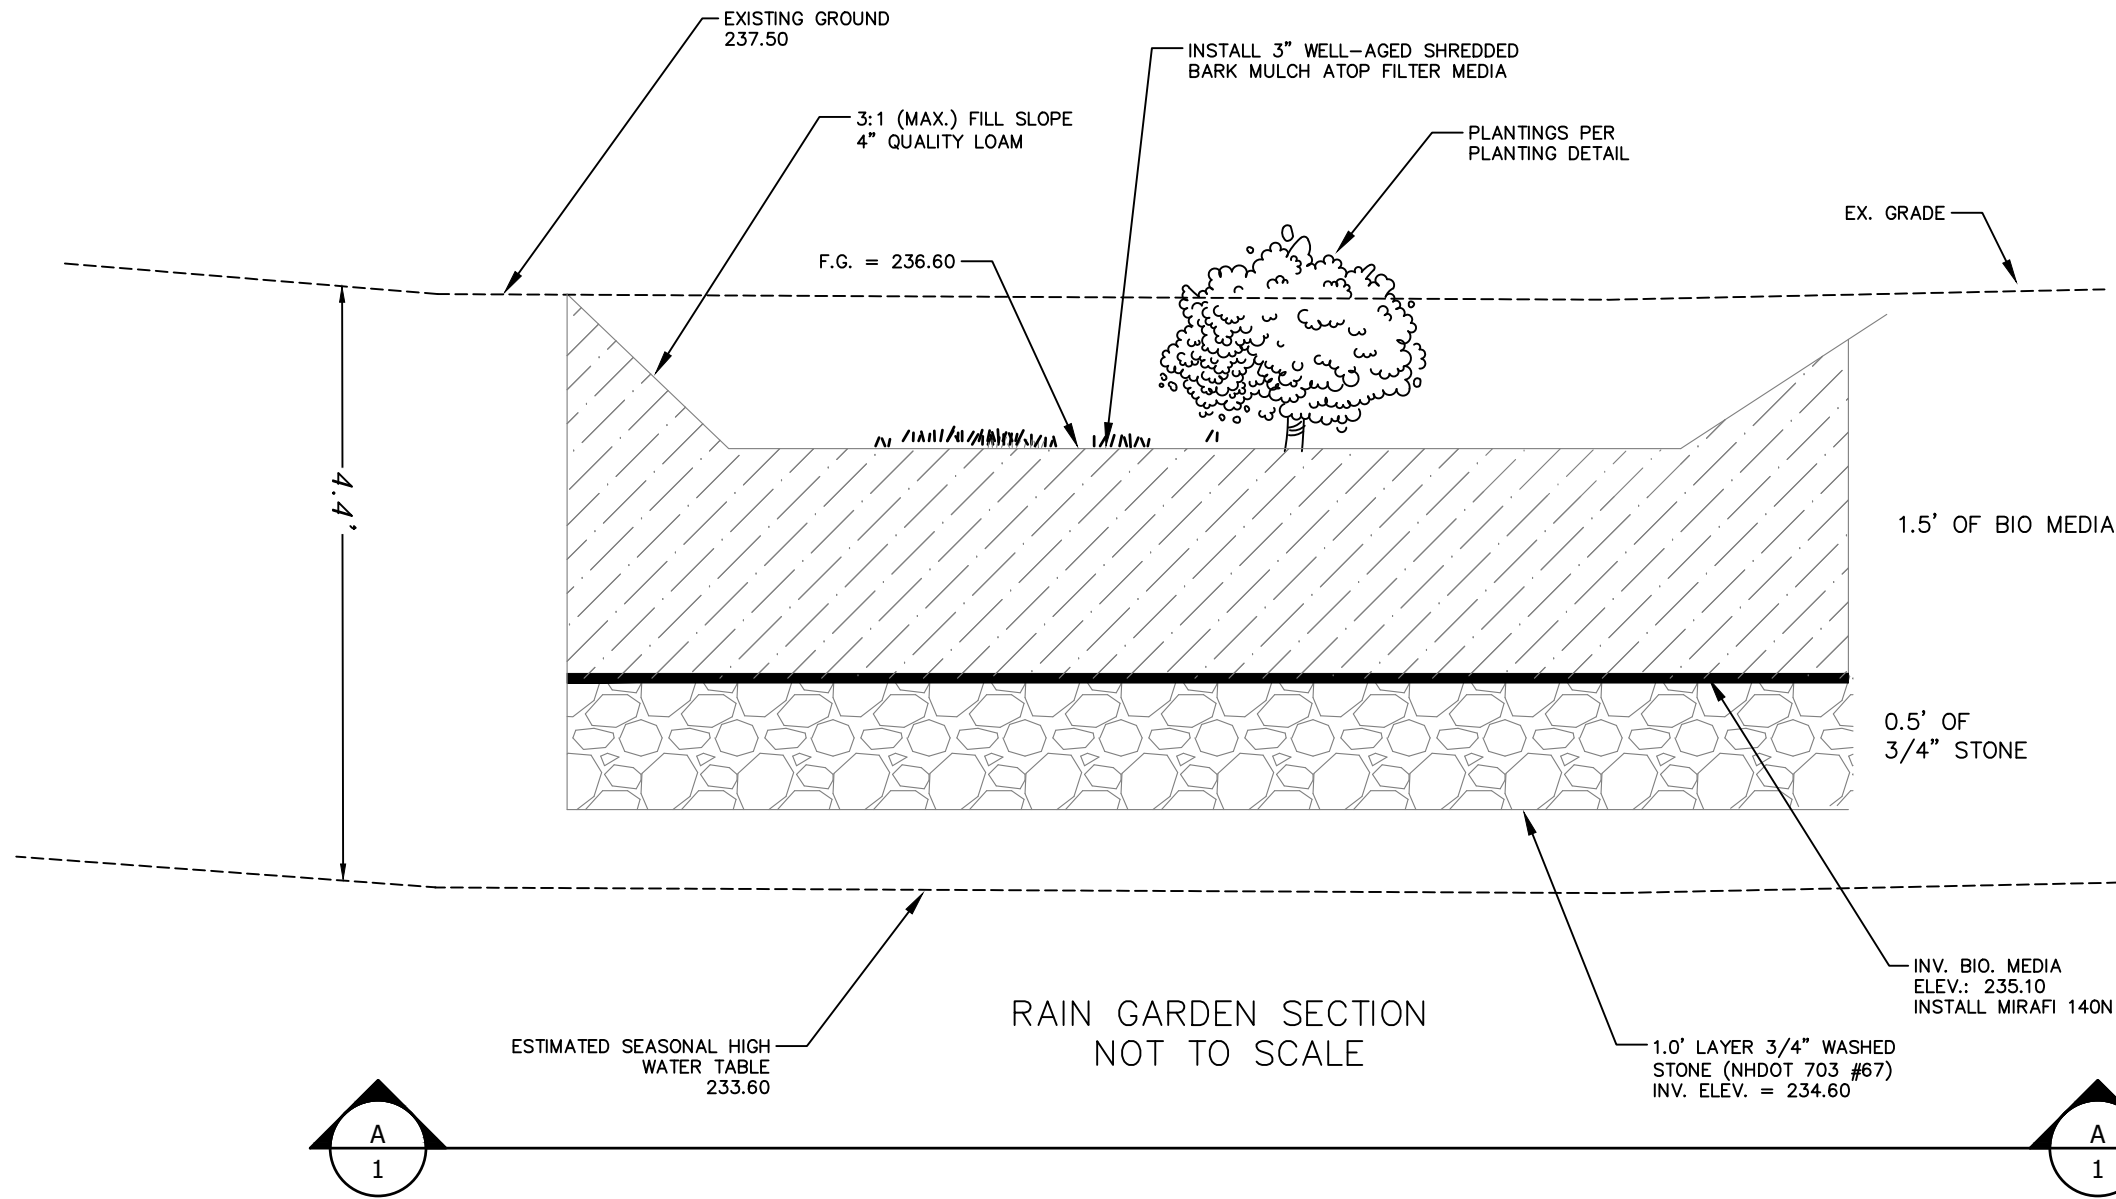 EXISTING GROUND
237.50
INSTALL 3" WELL-AGED SHREDDED
BARK MULCH ATOP FILTER MEDIA
3:1 (MAX.) FILL SLOPE
4" QUALITY LOAM
PLANTINGS PER
PLANTING DETAIL
EX. GRADE
F.G. = 236.60
4.4'
1.5' OF BIO MEDIA
0.5' OF
3/4" STONE
INV. BIO. MEDIA
ELEV.: 235.10
INSTALL MIRAFI 140N
RAIN GARDEN SECTION
NOT TO SCALE
ESTIMATED SEASONAL HIGH
WATER TABLE
233.60
1.0' LAYER 3/4" WASHED
STONE (NHDOT 703 #67)
INV. ELEV. = 234.60
A
1
A
1